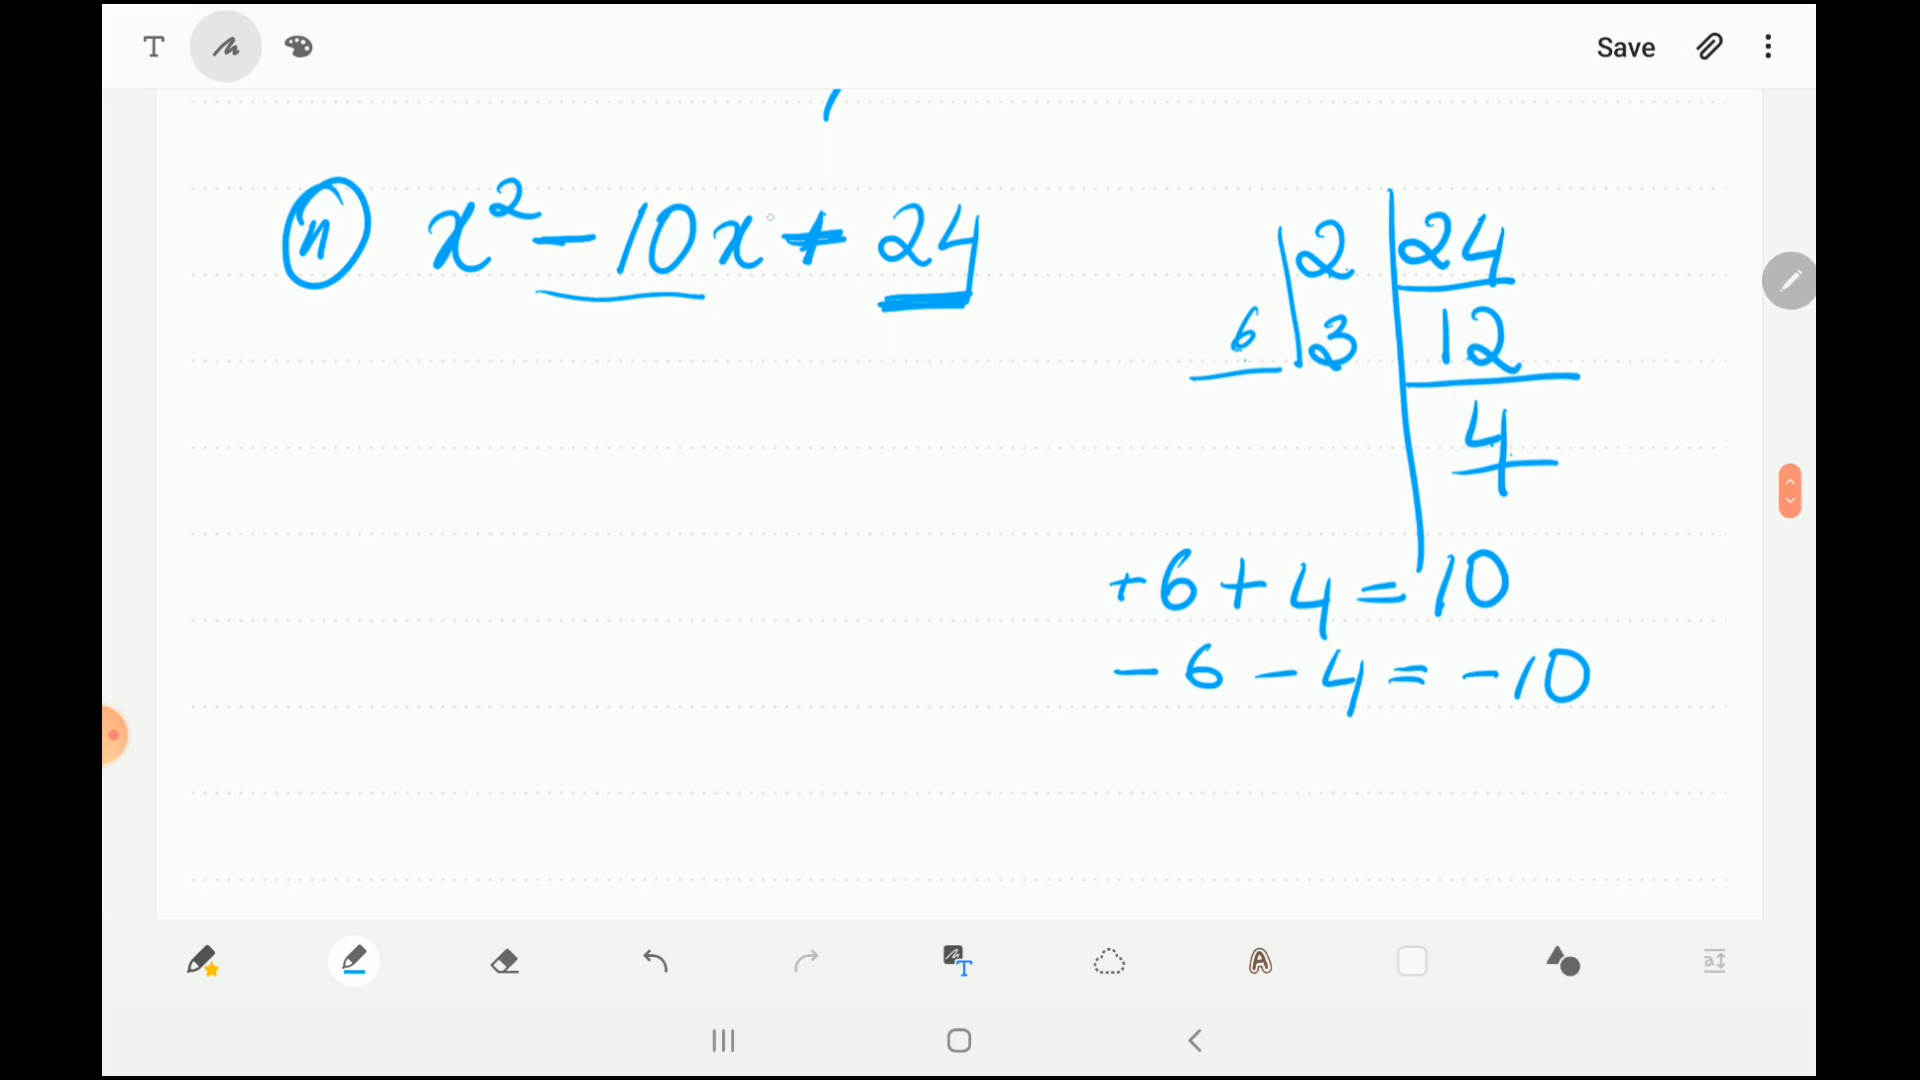 Save
n x² - 10x + 24
2 24
6 3 12
4
+6 + 4 = 10
- 6 - 4 = - 10
T A a